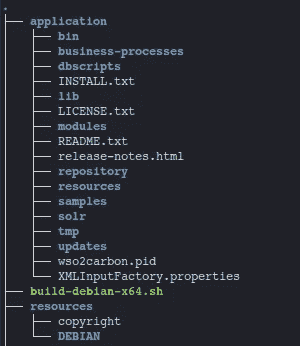 .
application
bin
business-processes
dbscripts
INSTALL.txt
lib
LICENSE.txt
modules
README.txt
release-notes.html
repository
resources
samples
solr
tmp
updates
wso2carbon.pid
XMLInputFactory.properties
build-debian-x64.sh
resources
copyright
DEBIAN